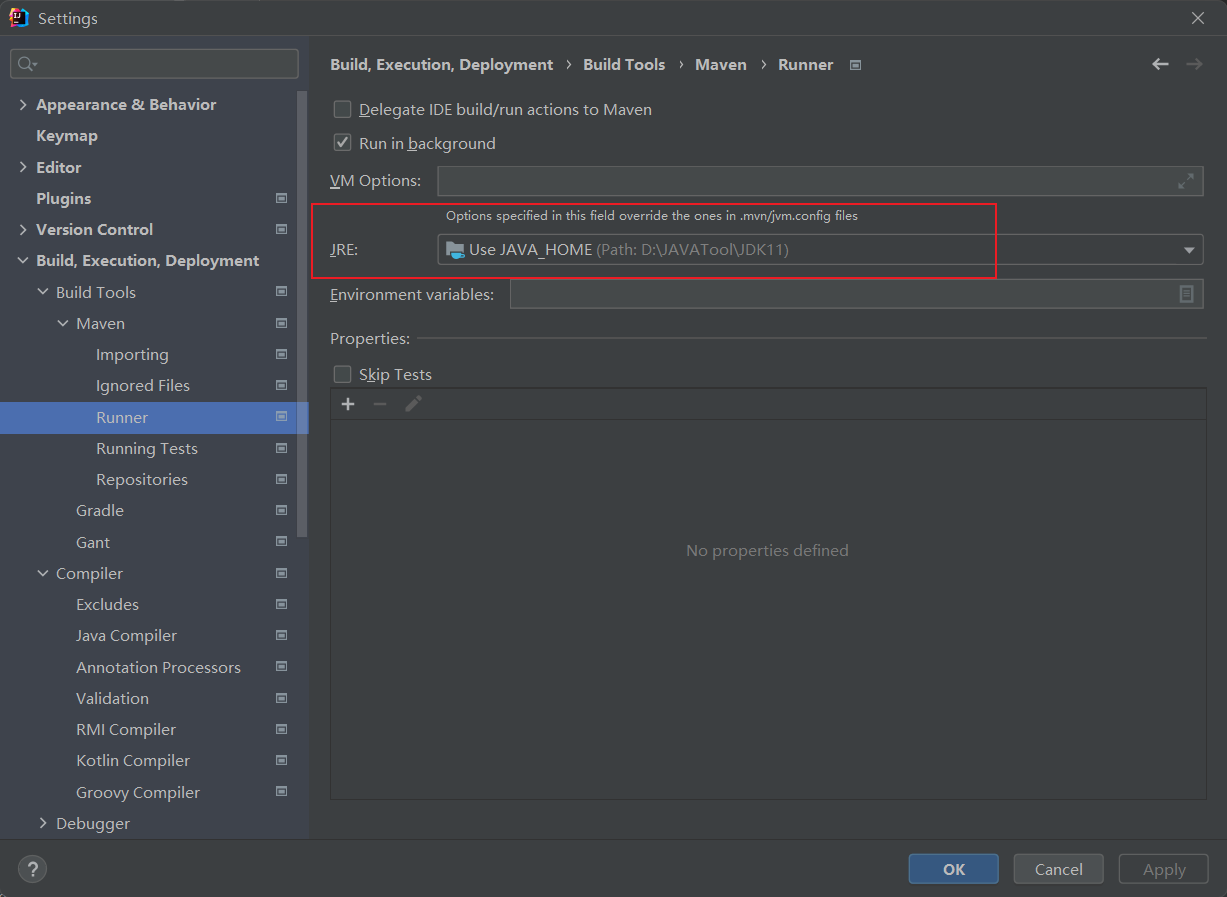 Settings
Build, Execution, Deployment › Build Tools › Maven › Runner
Appearance & Behavior
Keymap
Editor
Plugins
Version Control
Build, Execution, Deployment
Build Tools
Maven
Importing
Ignored Files
Runner
Running Tests
Repositories
Gradle
Gant
Compiler
Excludes
Java Compiler
Annotation Processors
Validation
RMI Compiler
Kotlin Compiler
Groovy Compiler
Debugger
Delegate IDE build/run actions to Maven
Run in background
VM Options:
Options specified in this field override the ones in .mvn/jvm.config files
JRE: Use JAVA_HOME (Path: D:\JAVATool\JDK11)
Environment variables:
Properties:
Skip Tests
No properties defined
?
OK Cancel Apply